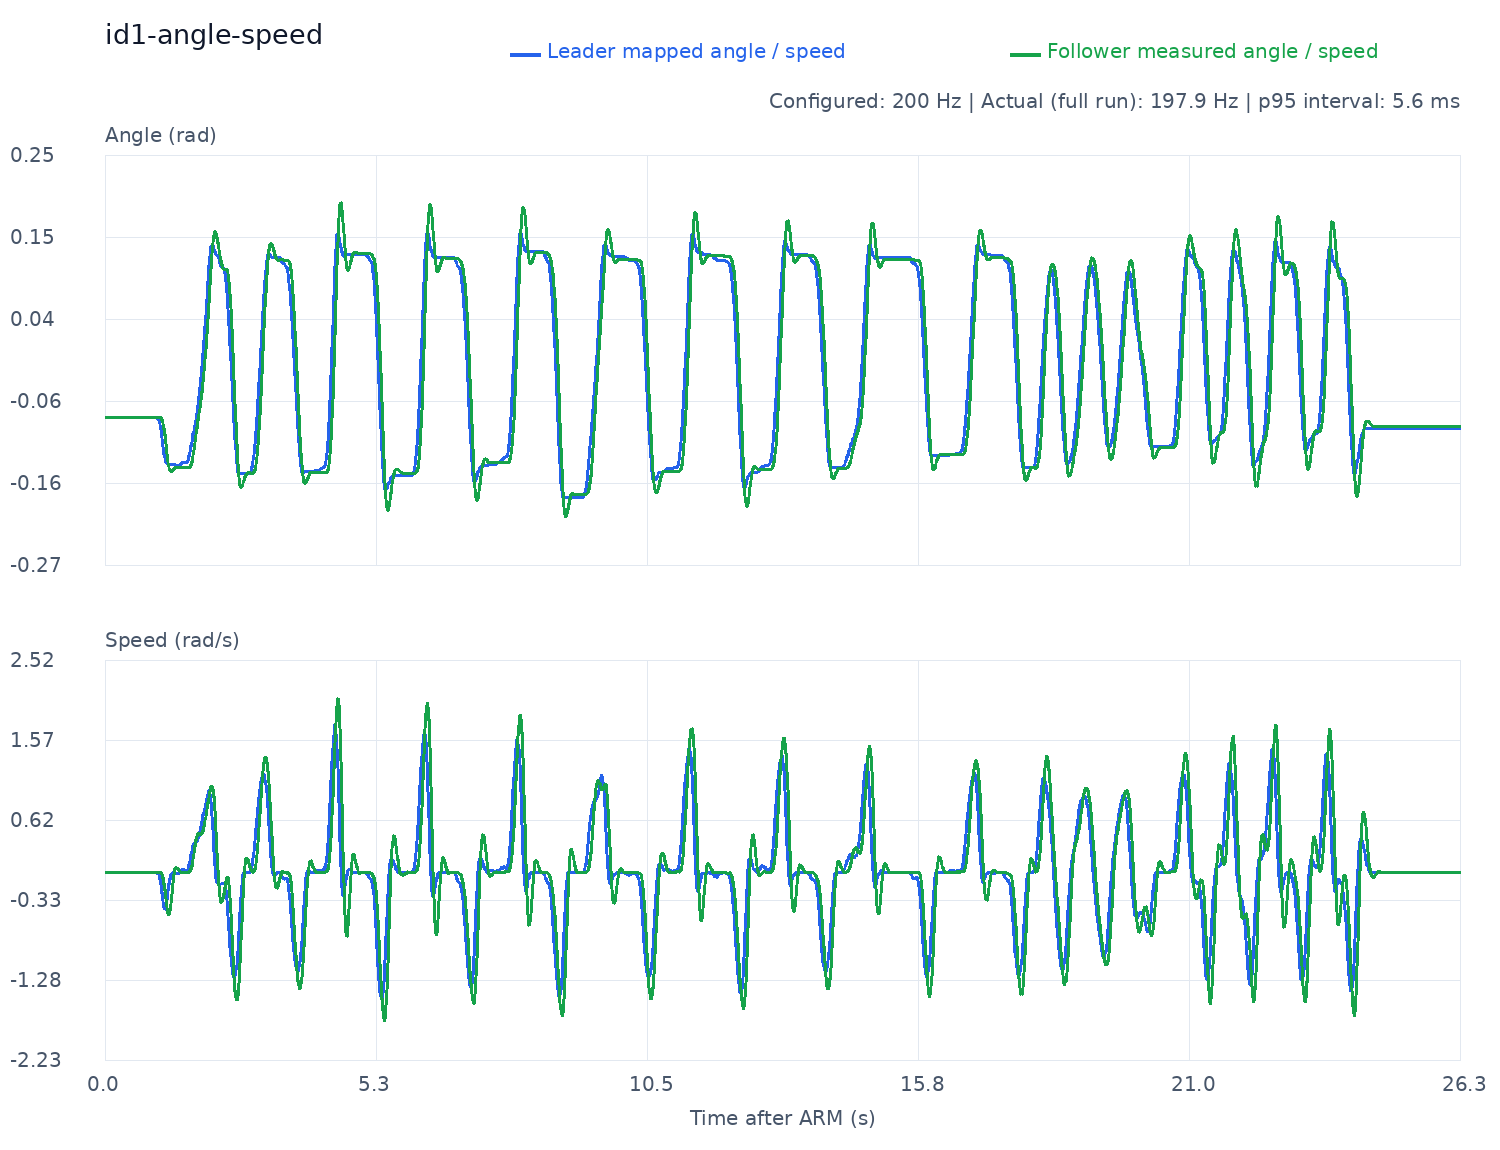 id1-angle-speed
Leader mapped angle / speed
Follower measured angle / speed
Configured: 200 Hz | Actual (full run): 197.9 Hz | p95 interval: 5.6 ms
Angle (rad)
0.25
0.15
0.04
-0.06
-0.16
-0.27
Speed (rad/s)
2.52
1.57
0.62
-0.33
-1.28
-2.23
0.0 5.3 10.5 15.8 21.0 26.3
Time after ARM (s)